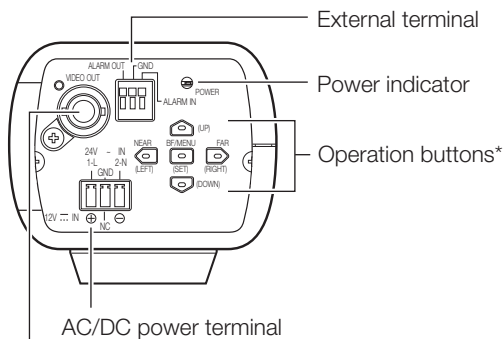 External terminal
ALARM OUT GND
VIDEO OUT
ALARM IN
POWER
Power indicator
(UP)
24V ~ IN
NEAR BF/MENU FAR
Operation buttons*
1-L 2-N
(LEFT) (SET) (RIGHT)
GND
(DOWN)
12V ⎓ IN ⊕ NC ⊖
AC/DC power terminal